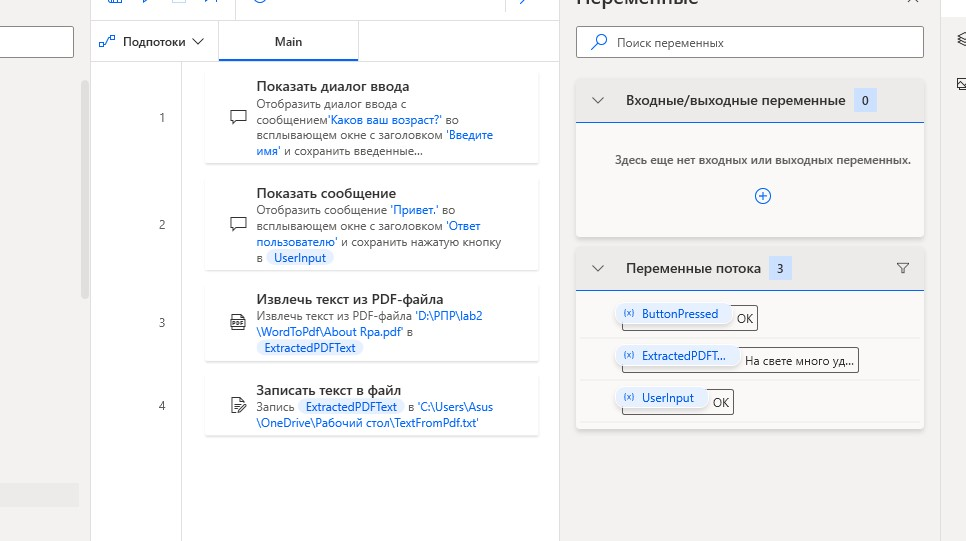 Переменные
Подпотоки
Main
Поиск переменных
Входные/выходные переменные 0
Здесь еще нет входных или выходных переменных.
Переменные потока 3
ButtonPressed OK
ExtractedPDFT... На свете много уд...
UserInput OK
1
Показать диалог ввода
Отобразить диалог ввода с
сообщением'Каков ваш возраст?' во
всплывающем окне с заголовком 'Введите
имя' и сохранить введенные...
2
Показать сообщение
Отобразить сообщение 'Привет.' во
всплывающем окне с заголовком 'Ответ
пользователю' и сохранить нажатую кнопку
в UserInput
3
Извлечь текст из PDF-файла
Извлечь текст из PDF-файла 'D:\РПР\lab2
\WordToPdf\About Rpa.pdf' в
ExtractedPDFText
4
Записать текст в файл
Запись ExtractedPDFText в 'C:\Users\Asus
\OneDrive\Рабочий стол\TextFromPdf.txt'